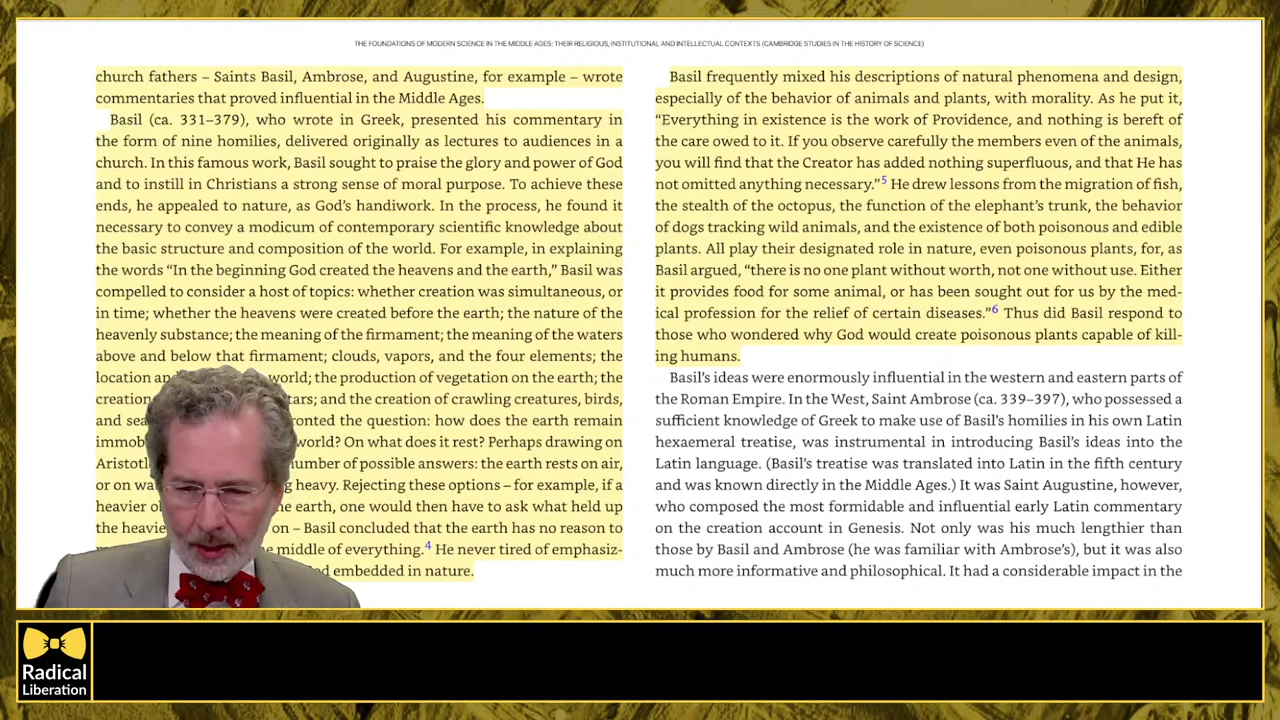 THE FOUNDATIONS OF MODERN SCIENCE IN THE MIDDLE AGES: THEIR RELIGIOUS, INSTITUTIONAL AND INTELLECTUAL CONTEXTS (CAMBRIDGE STUDIES IN THE HISTORY OF SCIENCE)
church fathers – Saints Basil, Ambrose, and Augustine, for example – wrote
commentaries that proved influential in the Middle Ages.
Basil (ca. 331–379), who wrote in Greek, presented his commentary in
the form of nine homilies, delivered originally as lectures to audiences in a
church. In this famous work, Basil sought to praise the glory and power of God
and to instill in Christians a strong sense of moral purpose. To achieve these
ends, he appealed to nature, as God’s handiwork. In the process, he found it
necessary to convey a modicum of contemporary scientific knowledge about
the basic structure and composition of the world. For example, in explaining
the words “In the beginning God created the heavens and the earth,” Basil was
compelled to consider a host of topics: whether creation was simultaneous, or
in time; whether the heavens were created before the earth; the nature of the
heavenly substance; the meaning of the firmament; the meaning of the waters
above and below that firmament; clouds, vapors, and the four elements; the
location world; the production of vegetation on the earth; the
creation and the creation of crawling creatures, birds,
and the question: how does the earth remain
world? On what does it rest? Perhaps drawing on
number of possible answers: the earth rests on air,
or on heavy. Rejecting these options – for example, if a
heavier earth, one would then have to ask what held up
the on – Basil concluded that the earth has no reason to
middle of everything.4 He never tired of emphasiz-
embedded in nature.
Basil frequently mixed his descriptions of natural phenomena and design,
especially of the behavior of animals and plants, with morality. As he put it,
“Everything in existence is the work of Providence, and nothing is bereft of
the care owed to it. If you observe carefully the members even of the animals,
you will find that the Creator has added nothing superfluous, and that He has
not omitted anything necessary.”5 He drew lessons from the migration of fish,
the stealth of the octopus, the function of the elephant’s trunk, the behavior
of dogs tracking wild animals, and the existence of both poisonous and edible
plants. All play their designated role in nature, even poisonous plants, for, as
Basil argued, “there is no one plant without worth, not one without use. Either
it provides food for some animal, or has been sought out for us by the med-
ical profession for the relief of certain diseases.”6 Thus did Basil respond to
those who wondered why God would create poisonous plants capable of kill-
ing humans.
Basil’s ideas were enormously influential in the western and eastern parts of
the Roman Empire. In the West, Saint Ambrose (ca. 339–397), who possessed a
sufficient knowledge of Greek to make use of Basil’s homilies in his own Latin
hexaemeral treatise, was instrumental in introducing Basil’s ideas into the
Latin language. (Basil’s treatise was translated into Latin in the fifth century
and was known directly in the Middle Ages.) It was Saint Augustine, however,
who composed the most formidable and influential early Latin commentary
on the creation account in Genesis. Not only was his much lengthier than
those by Basil and Ambrose (he was familiar with Ambrose’s), but it was also
much more informative and philosophical. It had a considerable impact in the
Radical
Liberation